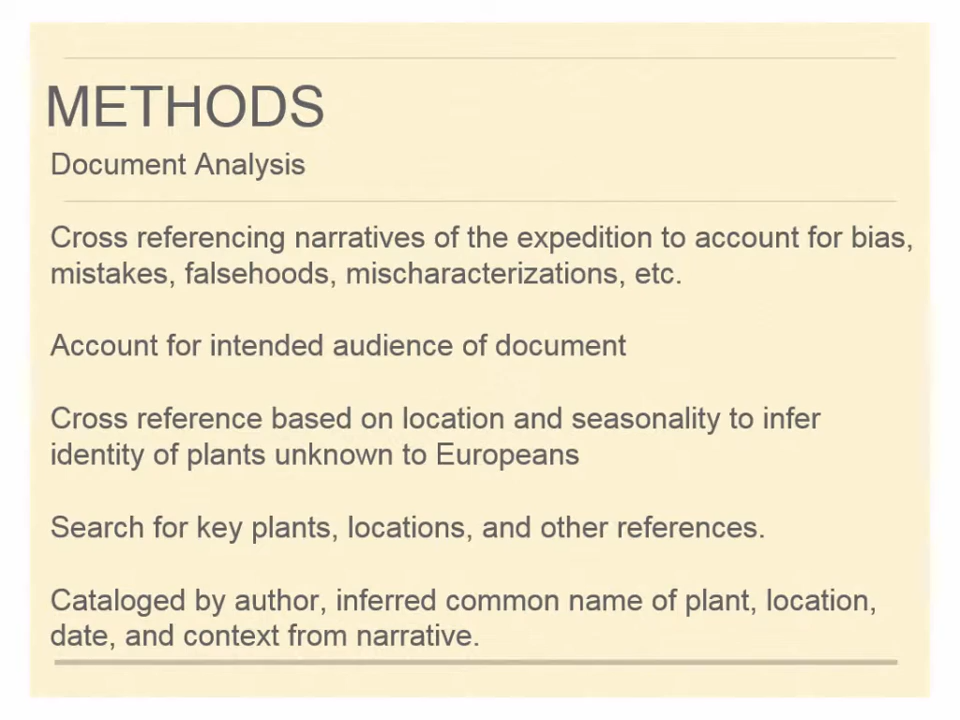 METHODS
Document Analysis
Cross referencing narratives of the expedition to account for bias,
mistakes, falsehoods, mischaracterizations, etc.
Account for intended audience of document
Cross reference based on location and seasonality to infer
identity of plants unknown to Europeans
Search for key plants, locations, and other references.
Cataloged by author, inferred common name of plant, location,
date, and context from narrative.